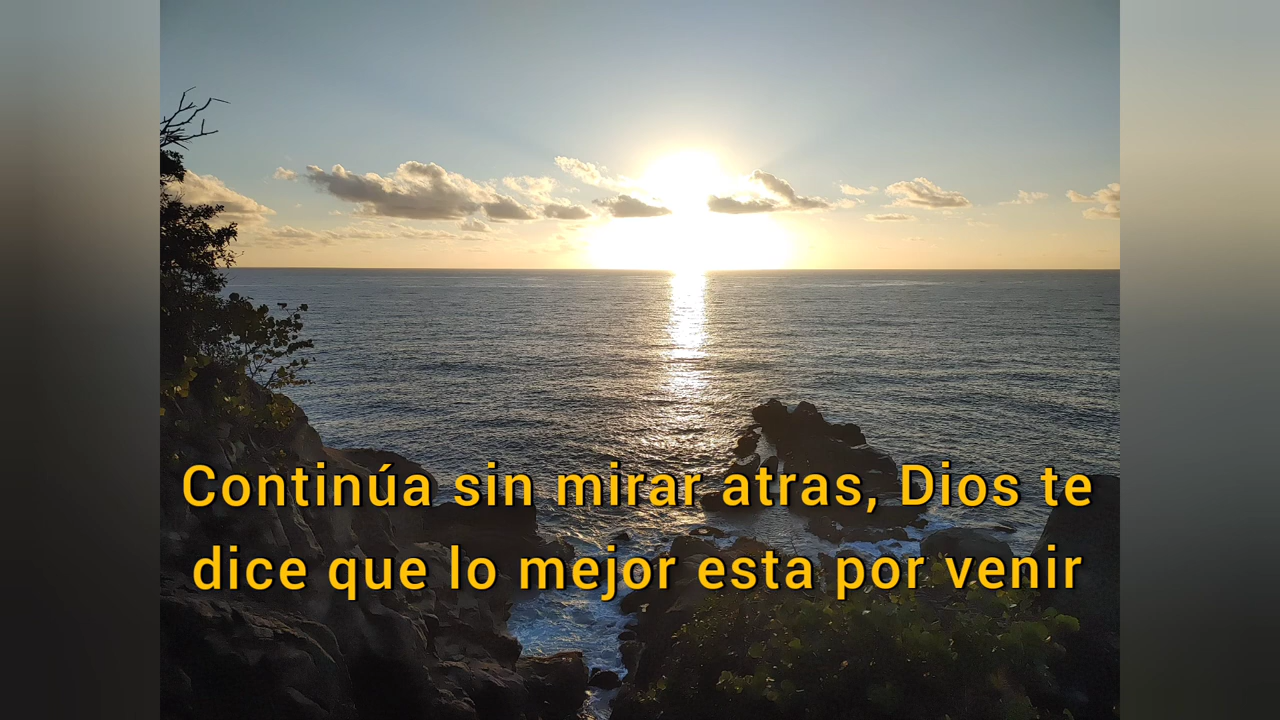 Continúa sin mirar atras, Dios te
dice que lo mejor esta por venir